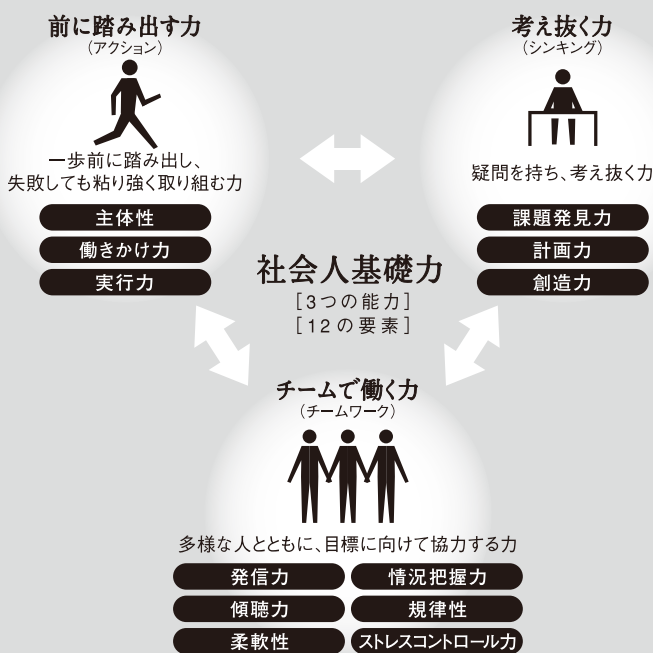 前に踏み出す力
（アクション）
一歩前に踏み出し、
失敗しても粘り強く取り組む力
主体性
働きかけ力
実行力
考え抜く力
（シンキング）
疑問を持ち、考え抜く力
課題発見力
計画力
創造力
社会人基礎力
［3つの能力］
［12の要素］
チームで働く力
（チームワーク）
多様な人とともに、目標に向けて協力する力
発信力
情況把握力
傾聴力
規律性
柔軟性
ストレスコントロール力